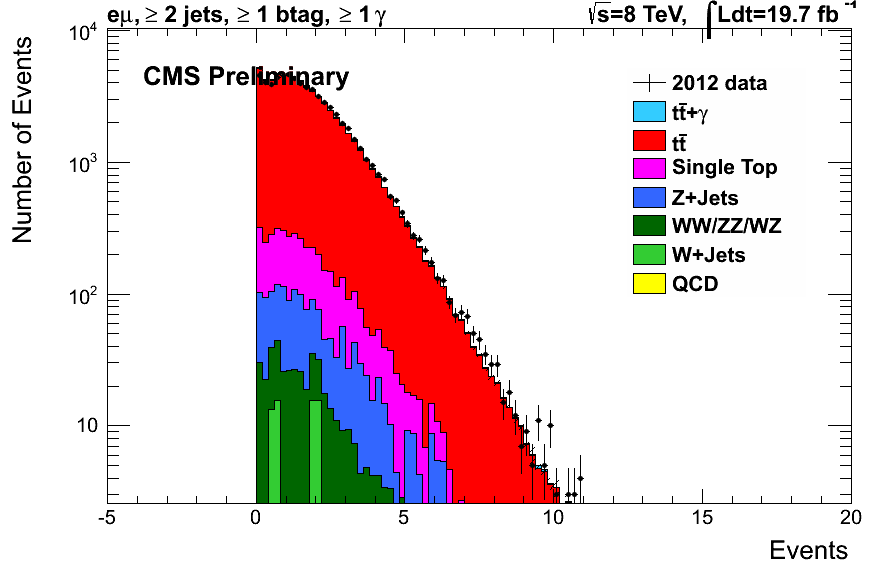 eμ, ≥ 2 jets, ≥ 1 btag, ≥ 1 γ
√s=8 TeV, ∫Ldt=19.7 fb⁻¹
CMS Preliminary
Number of Events
10⁴
10³
10²
10
2012 data
tt̄+γ
tt̄
Single Top
Z+Jets
WW/ZZ/WZ
W+Jets
QCD
-5 0 5 10 15 20
Events